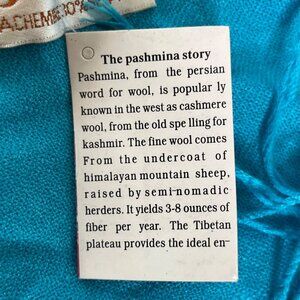 ACHEMIRE 30%
The pashmina story
Pashmina, from the persian
word for wool, is popular ly
known in the west as cashmere
wool, from the old spe lling for
kashmir. The fine wool comes
From the undercoat of
himalayan mountain sheep,
raised by semi-nomadic
herders. It yields 3-8 ounces of
fiber per year. The Tibetan
plateau provides the ideal en-